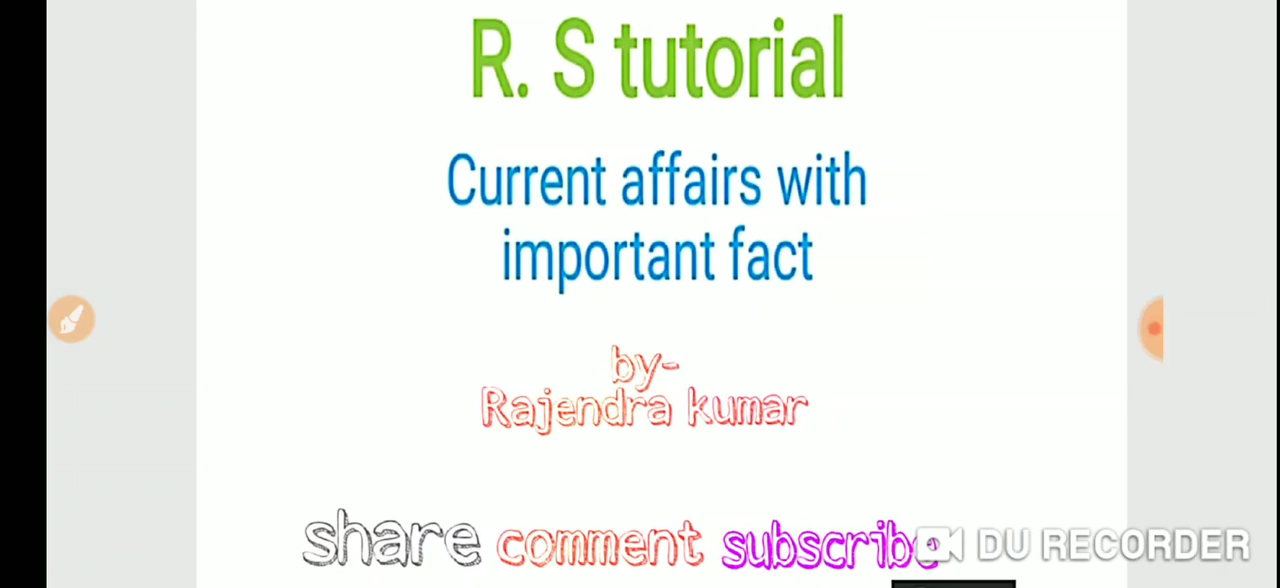 R. S tutorial
Current affairs with
important fact
by-
Rajendra kumar
share comment subscribe
DU RECORDER